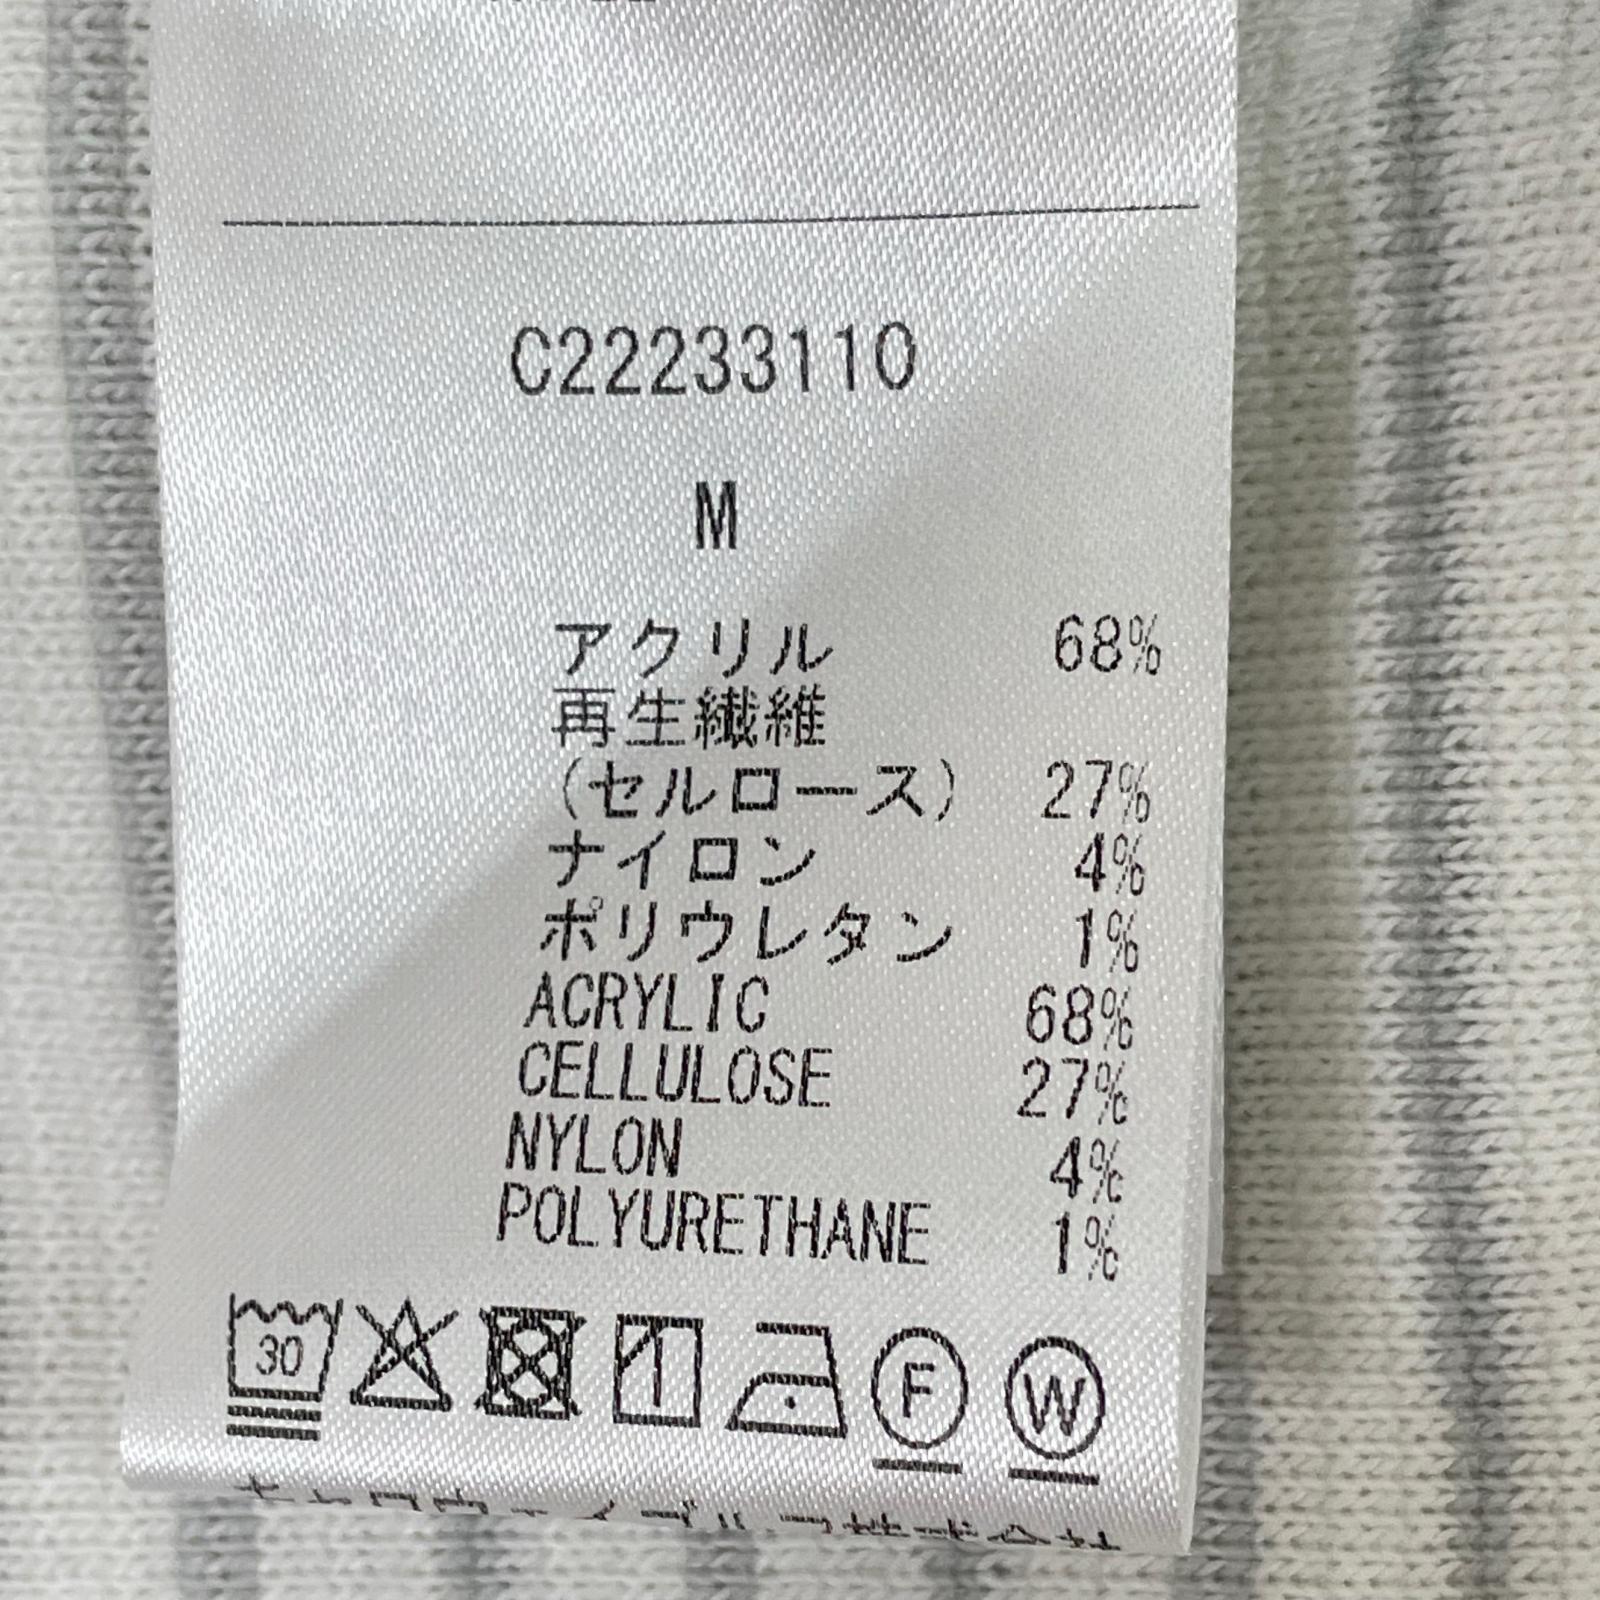 C22233110
M
アクリル 68%
再生繊維
(セルロース) 27%
ナイロン 4%
ポリウレタン 1%
ACRYLIC 68%
CELLULOSE 27%
NYLON 4%
POLYURETHANE 1%
30
F
W